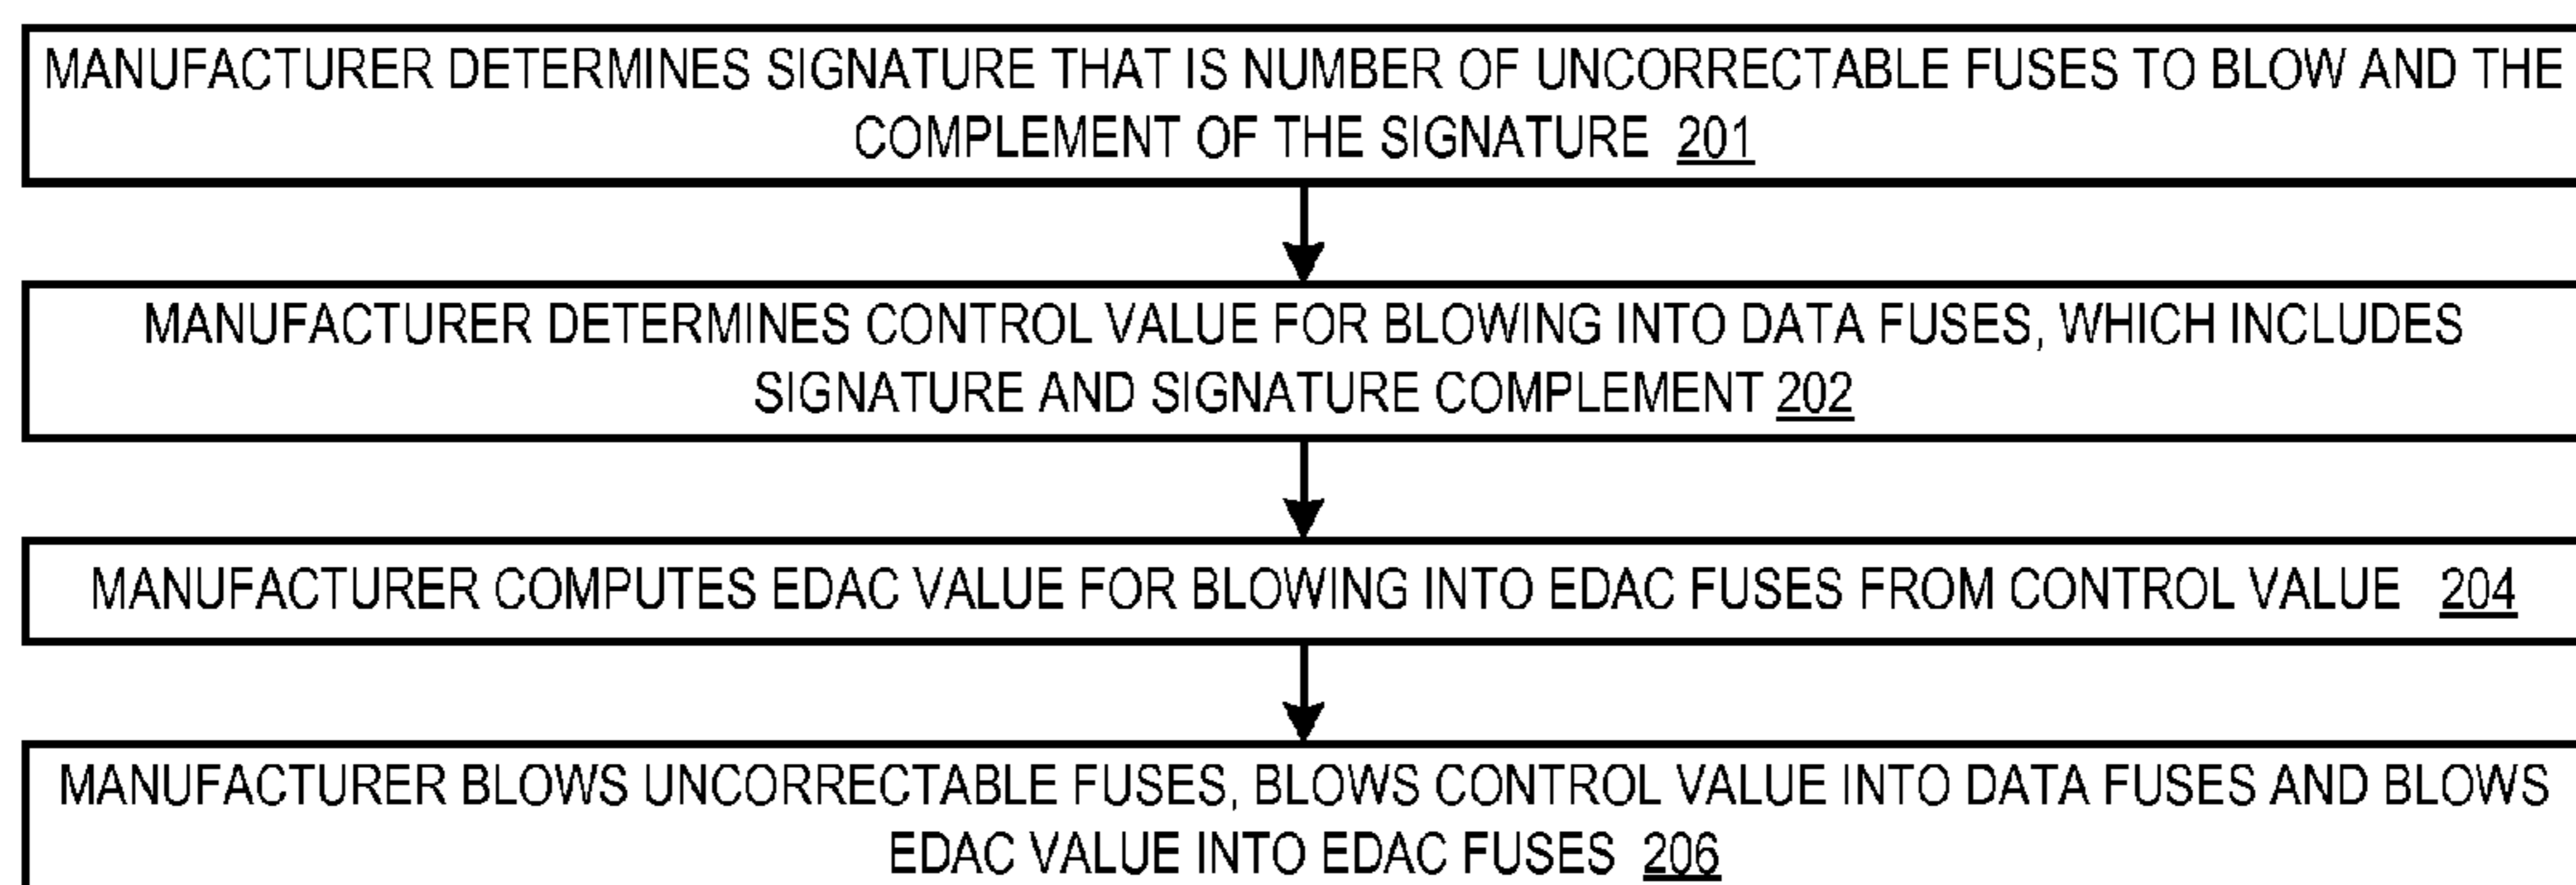 MANUFACTURER DETERMINES SIGNATURE THAT IS NUMBER OF UNCORRECTABLE FUSES TO BLOW AND THE
COMPLEMENT OF THE SIGNATURE 201
MANUFACTURER DETERMINES CONTROL VALUE FOR BLOWING INTO DATA FUSES, WHICH INCLUDES
SIGNATURE AND SIGNATURE COMPLEMENT 202
MANUFACTURER COMPUTES EDAC VALUE FOR BLOWING INTO EDAC FUSES FROM CONTROL VALUE 204
MANUFACTURER BLOWS UNCORRECTABLE FUSES, BLOWS CONTROL VALUE INTO DATA FUSES AND BLOWS
EDAC VALUE INTO EDAC FUSES 206